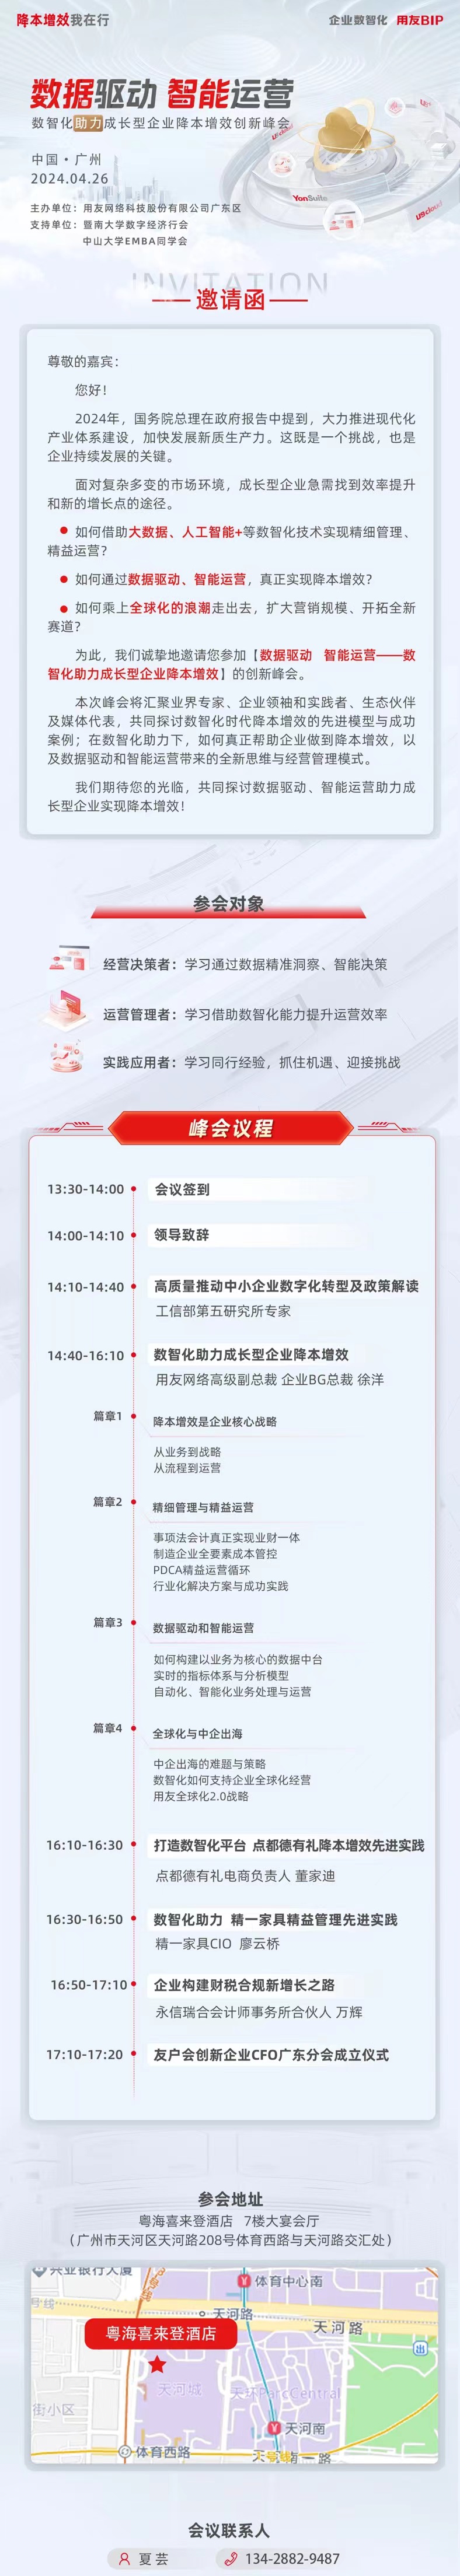 降本增效我在行
企业数智化 用友BIP
数据驱动 智能运营
数智化助力成长型企业降本增效创新峰会
中国·广州
2024.04.26
主办单位：用友网络科技股份有限公司广东区
支持单位：暨南大学数字经济行会
中山大学EMBA同学会
YonSuite
UScloud
INVITATION
邀请函
尊敬的嘉宾：
您好！
2024年，国务院总理在政府报告中提到，大力推进现代化
产业体系建设，加快发展新质生产力。这既是一个挑战，也是
企业持续发展的关键。
面对复杂多变的市场环境，成长型企业急需找到效率提升
和新的增长点的途径。
如何借助大数据、人工智能+等数智化技术实现精细管理、
精益运营？
如何通过数据驱动、智能运营，真正实现降本增效？
如何乘上全球化的浪潮走出去，扩大营销规模、开拓全新
赛道？
为此，我们诚挚地邀请您参加【数据驱动 智能运营——数
智化助力成长型企业降本增效】的创新峰会。
本次峰会将汇聚业界专家、企业领袖和实践者、生态伙伴
及媒体代表，共同探讨数智化时代降本增效的先进模型与成功
案例；在数智化助力下，如何真正帮助企业做到降本增效，以
及数据驱动和智能运营带来的全新思维与经营管理模式。
我们期待您的光临，共同探讨数据驱动、智能运营助力成
长型企业实现降本增效！
参会对象
经营决策者：学习通过数据精准洞察、智能决策
运营管理者：学习借助数智化能力提升运营效率
实践应用者：学习同行经验，抓住机遇、迎接挑战
峰会议程
13:30-14:00 会议签到
14:00-14:10 领导致辞
14:10-14:40 高质量推动中小企业数字化转型及政策解读
工信部第五研究所专家
14:40-16:10 数智化助力成长型企业降本增效
用友网络高级副总裁 企业BG总裁 徐洋
篇章1 降本增效是企业核心战略
从业务到战略
从流程到运营
篇章2 精细管理与精益运营
事项法会计真正实现业财一体
制造企业全要素成本管控
PDCA精益运营循环
行业化解决方案与成功实践
篇章3 数据驱动和智能运营
如何构建以业务为核心的数据中台
实时的指标体系与分析模型
自动化、智能化业务处理与运营
篇章4 全球化与中企出海
中企出海的难题与策略
数智化如何支持企业全球化经营
用友全球化2.0战略
16:10-16:30 打造数智化平台 点都德有礼降本增效先进实践
点都德有礼电商负责人 董家迪
16:30-16:50 数智化助力 精一家具精益管理先进实践
精一家具CIO 廖云桥
16:50-17:10 企业构建财税合规新增长之路
永信瑞合会计师事务所合伙人 万辉
17:10-17:20 友户会创新企业CFO广东分会成立仪式
参会地址
粤海喜来登酒店 7楼大宴会厅
（广州市天河区天河路208号体育西路与天河路交汇处）
兴业银行大厦
体育中心南
号线
天河路
天河路
粤海喜来登酒店
出
天河城
天环ParcCentral
街小区
天河南
体育西路
会议联系人
夏芸
134-2882-9487